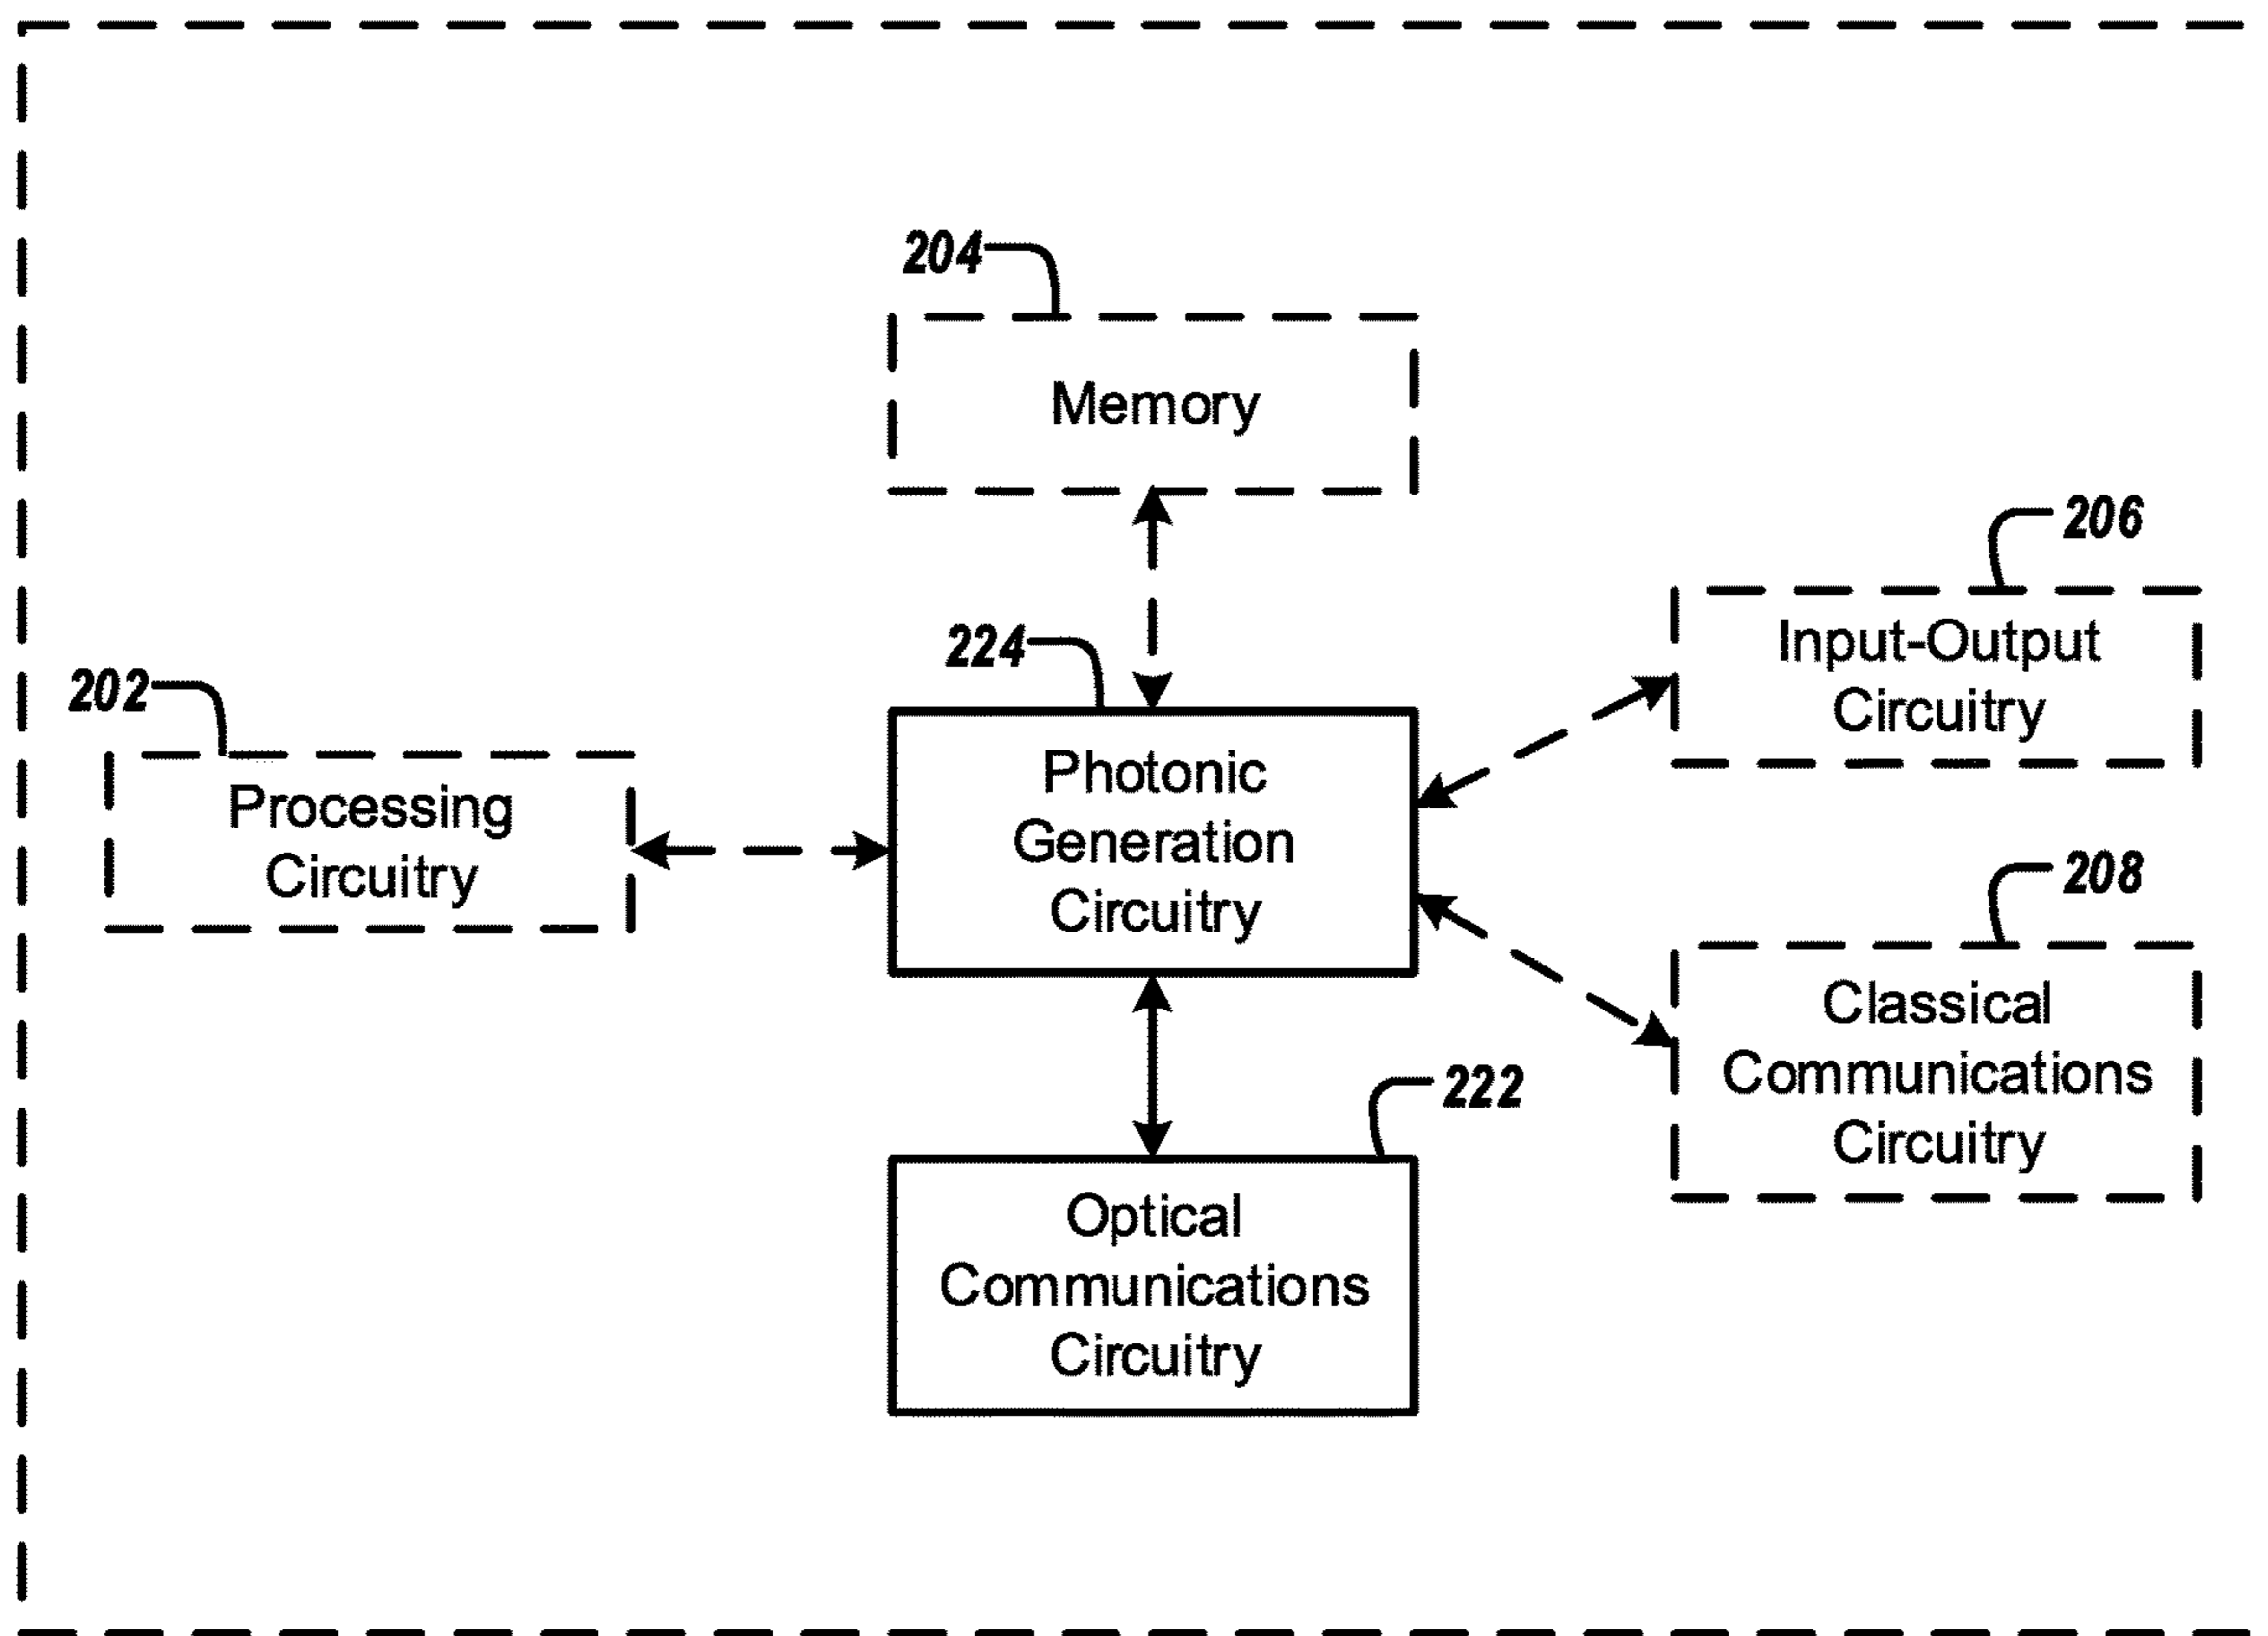 204
Memory
206
Input-Output
Circuitry
224
202
Photonic
Generation
Circuitry
Processing
Circuitry
208
Classical
Communications
Circuitry
222
Optical
Communications
Circuitry